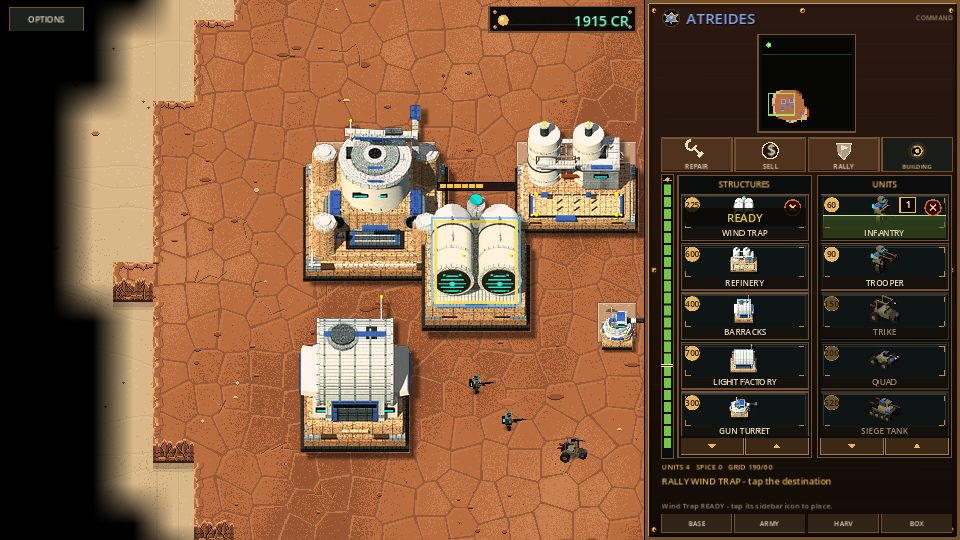 OPTIONS
1915 CR
ATREIDES
COMMAND
REPAIR
SELL
RALLY
BUILDING
STRUCTURES
UNITS
225
READY
WIND TRAP
60
1
INFANTRY
600
REFINERY
90
TROOPER
400
BARRACKS
150
TRIKE
700
LIGHT FACTORY
200
QUAD
300
GUN TURRET
SIEGE TANK
UNITS 4 SPICE 0 GRID 190/60
RALLY WIND TRAP - tap the destination
Wind Trap READY - tap its sidebar icon to place.
BASE
ARMY
HARV
BOX